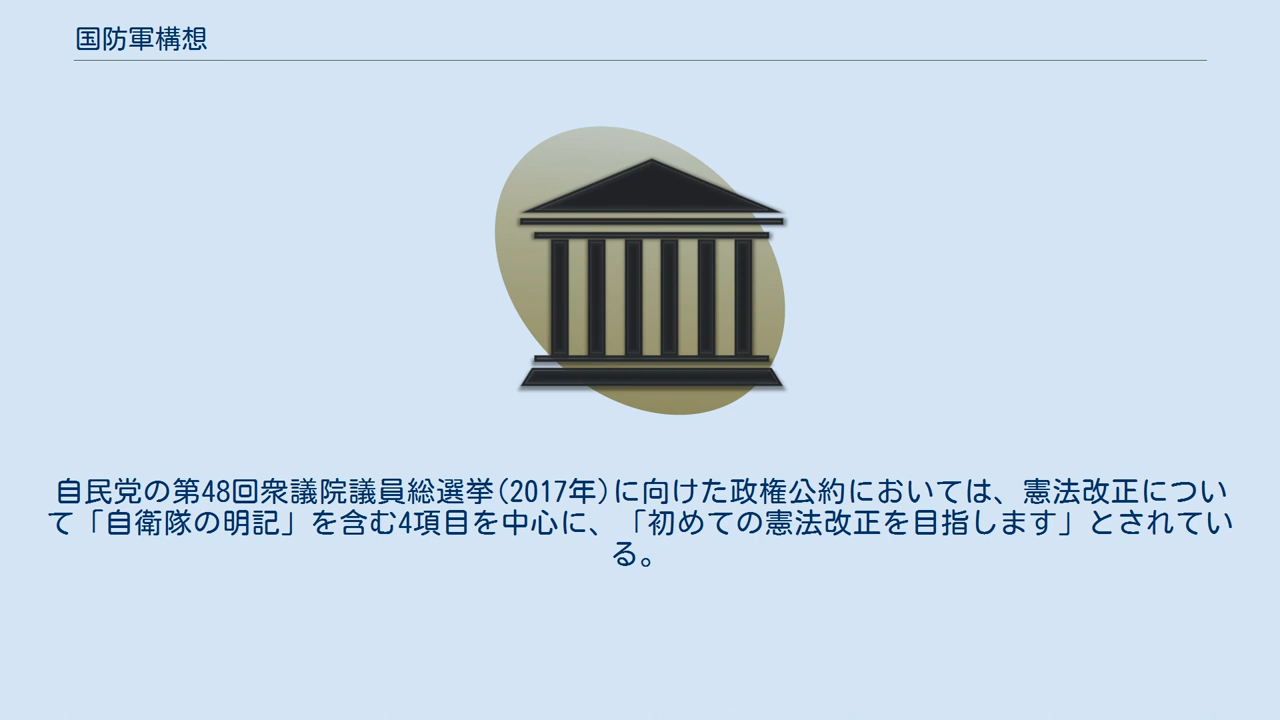 国防軍構想
自民党の第48回衆議院議員総選挙(2017年)に向けた政権公約においては、憲法改正につい
て「自衛隊の明記」を含む4項目を中心に、「初めての憲法改正を目指します」とされてい
る。